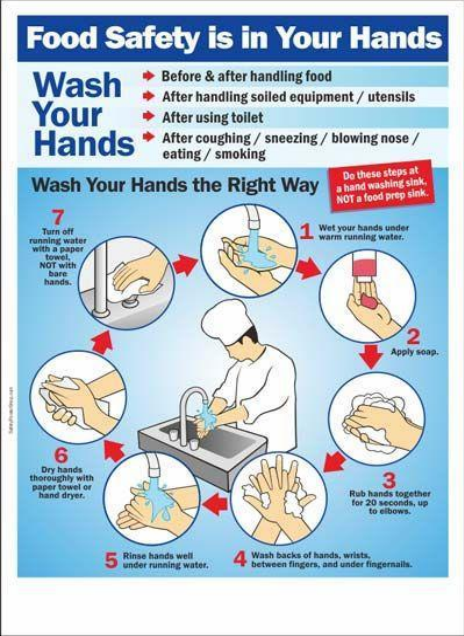 Food Safety is in Your Hands
Wash
Your
Hands
Before & after handling food
After handling soiled equipment / utensils
After using toilet
After coughing / sneezing / blowing nose /
eating / smoking
Wash Your Hands the Right Way
Do these steps at
a hand washing sink,
NOT a food prep sink.
1 Wet your hands under
warm running water.
2
Apply soap.
3
Rub hands together
for 20 seconds, up
to elbows.
4 Wash backs of hands, wrists,
between fingers, and under fingernails.
5 Rinse hands well
under running water.
6
Dry hands
thoroughly with
paper towel or
hand dryer.
7
Turn off
running water
with a paper
towel,
NOT with
bare
hands.